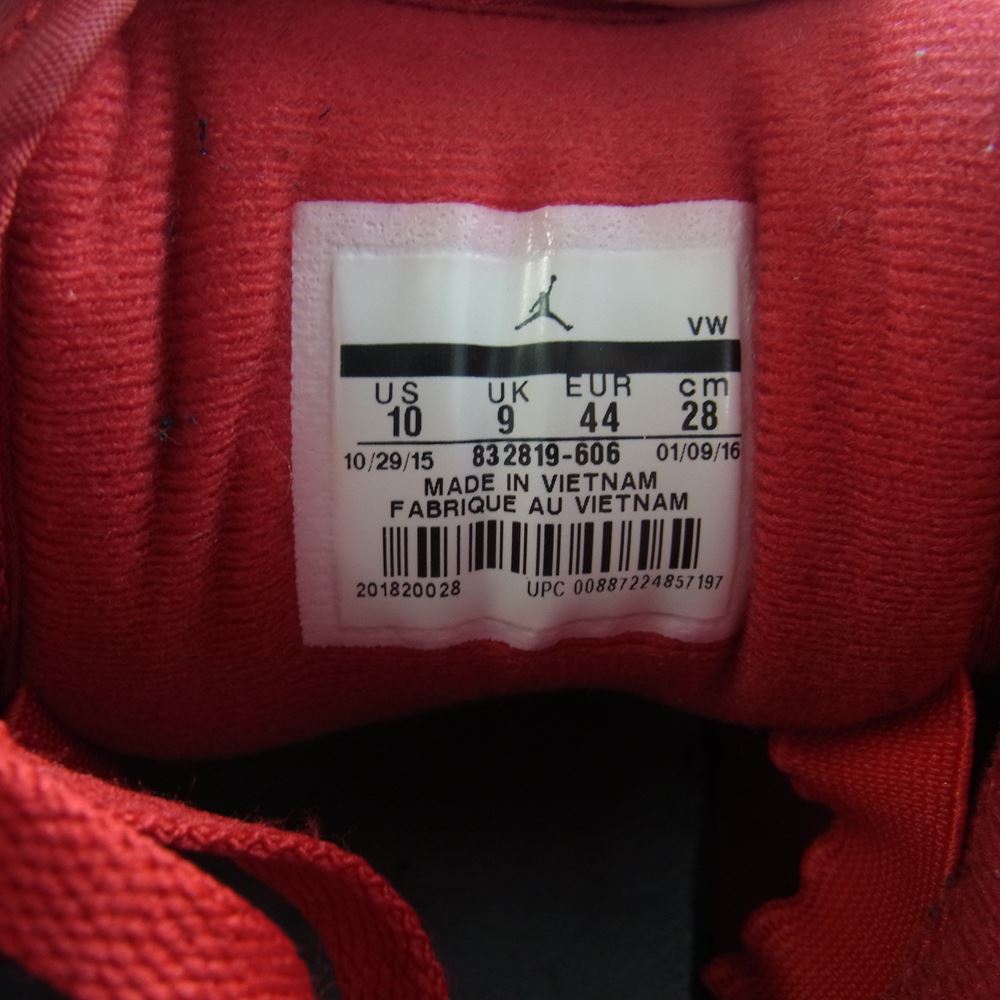 VW
US UK EUR cm
10 9 44 28
10/29/15 832819-606 01/09/16
MADE IN VIETNAM
FABRIQUE AU VIETNAM
201820028 UPC 00887224857197